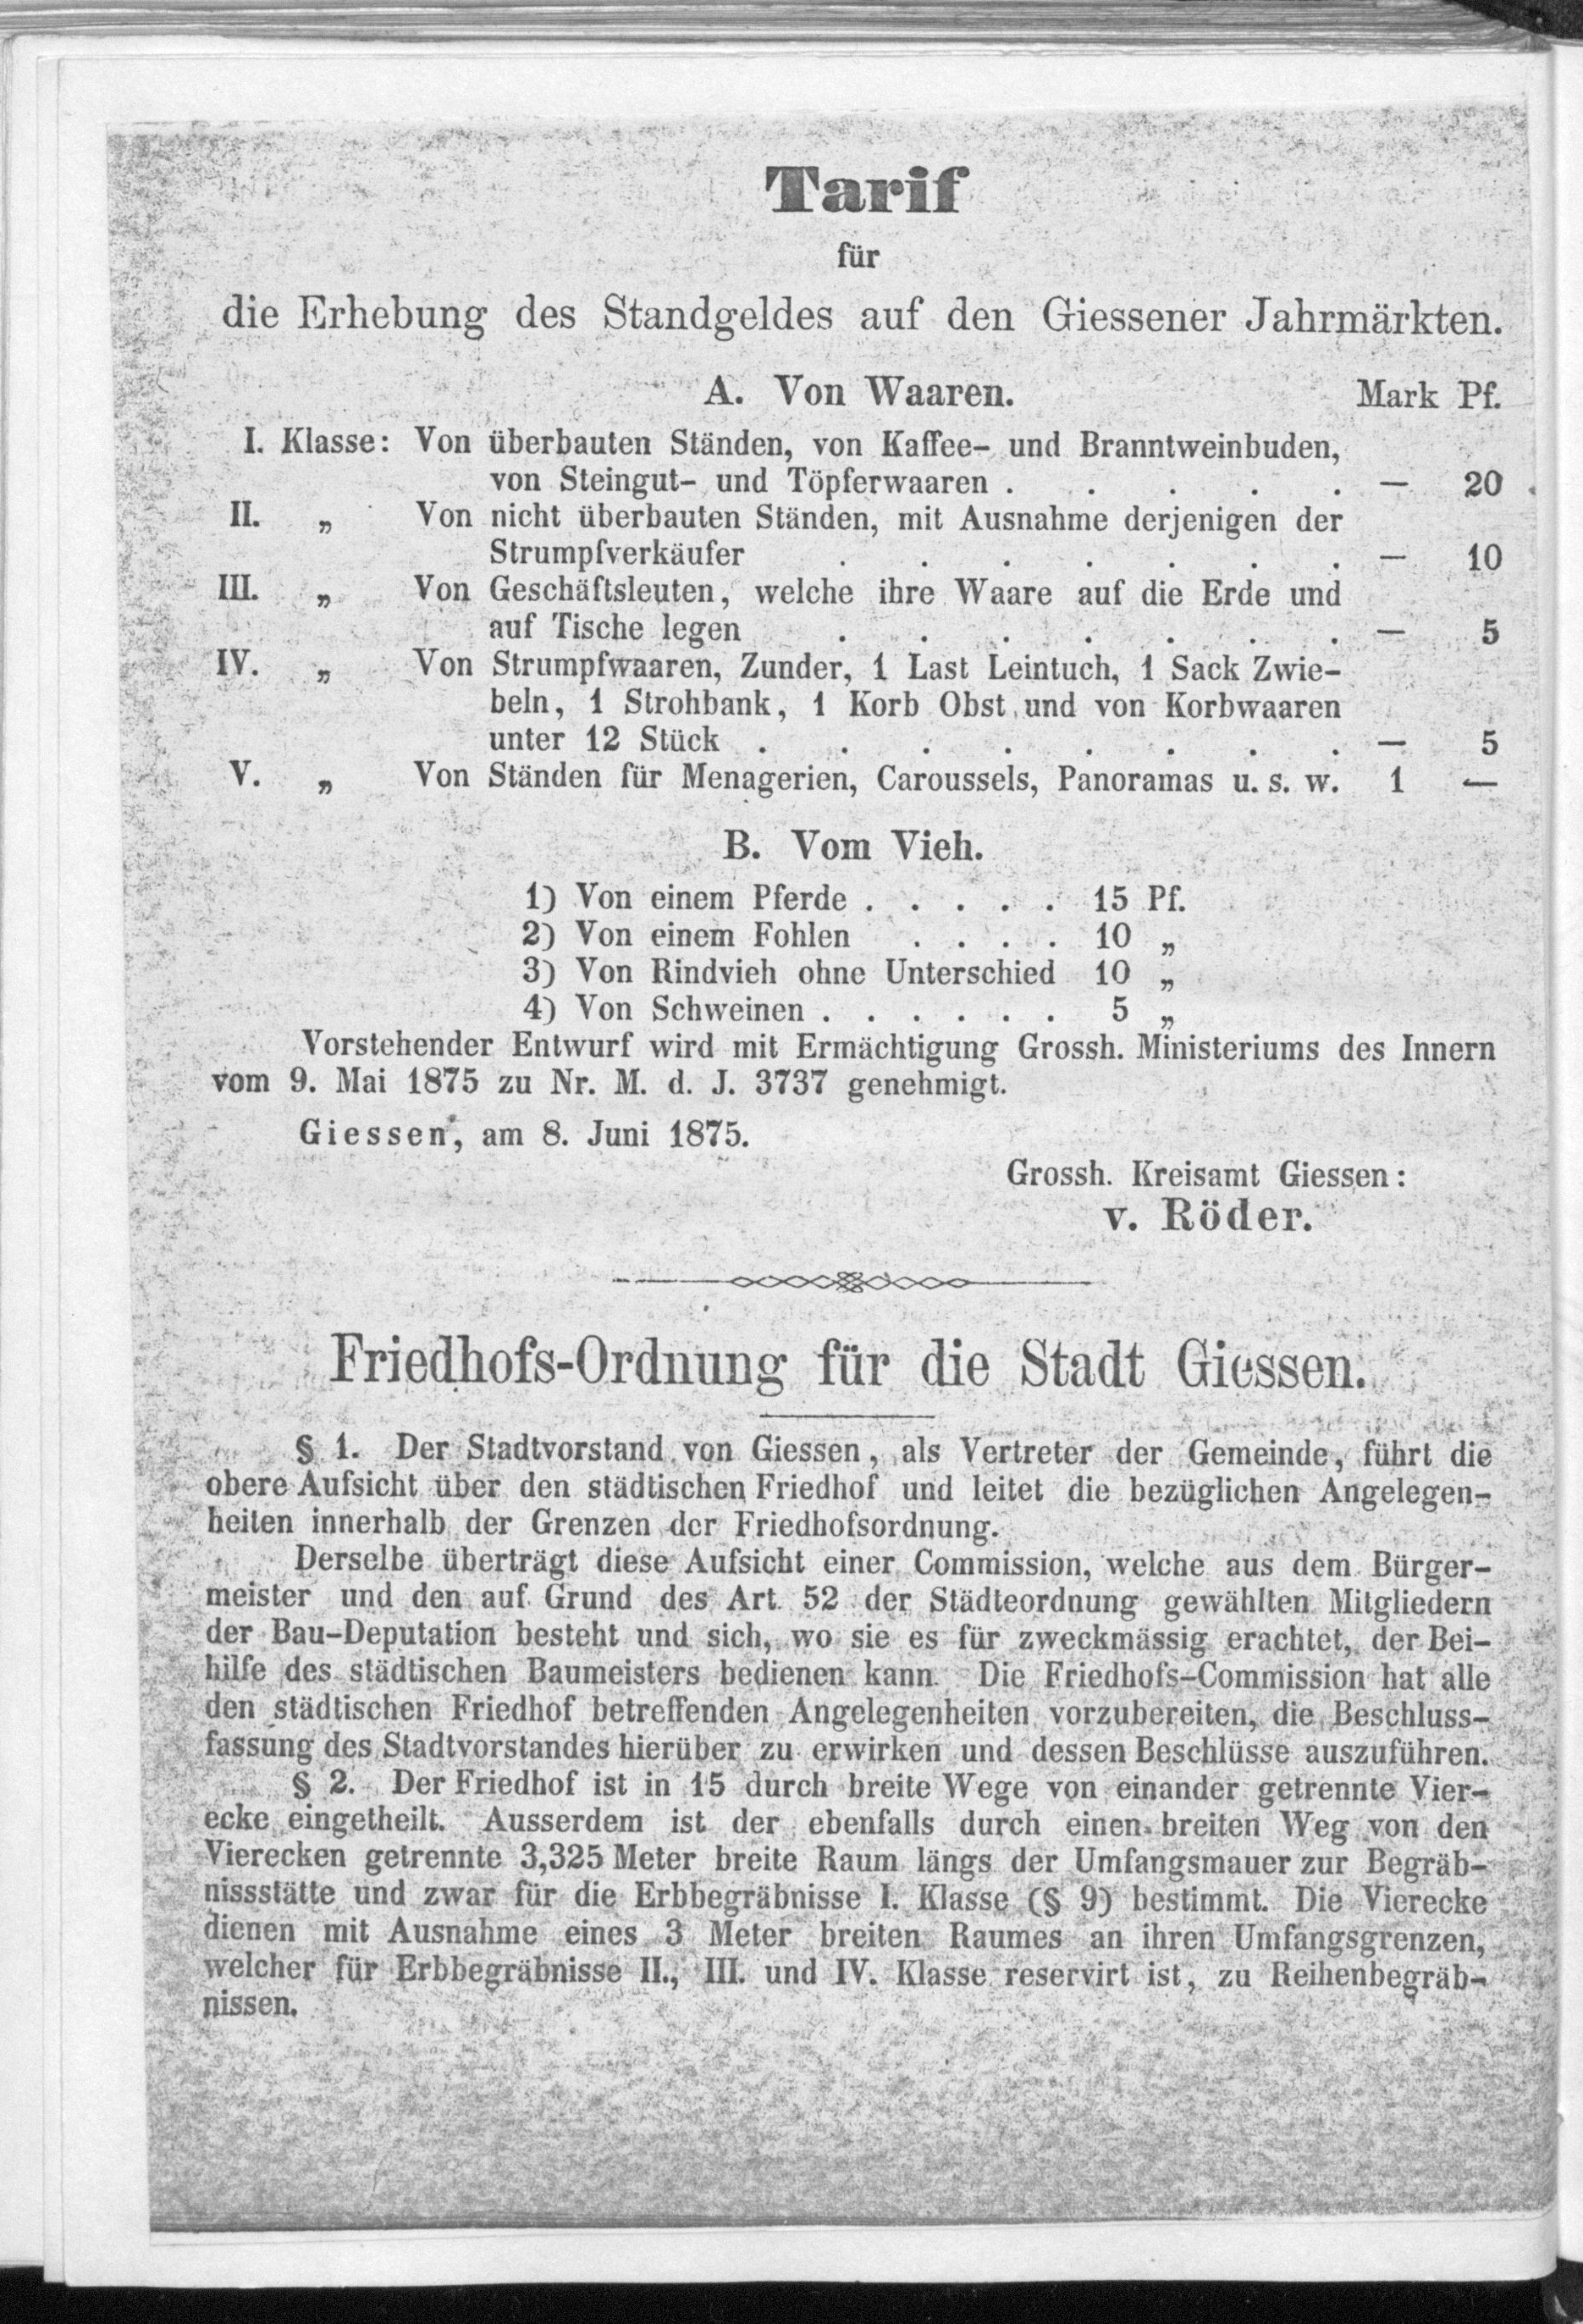 Tarif
für
die Erhebung des Standgeldes auf den Giessener Jahrmärkten.
A. Von Waaren. Mark Pf.
I. Klasse: Von überbauten Ständen, von Kaffee- und Branntweinbuden,
von Steingut- und Töpferwaaren . . . . . — 20
II. „ Von nicht überbauten Ständen, mit Ausnahme derjenigen der
Strumpfverkäufer . . . . . . . — 10
III. „ Von Geschäftsleuten, welche ihre Waare auf die Erde und
auf Tische legen . . . . . . . — 5
IV. „ Von Strumpfwaaren, Zunder, 1 Last Leintuch, 1 Sack Zwie-
beln, 1 Strohbank, 1 Korb Obst und von Korbwaaren
unter 12 Stück . . . . . . . . — 5
V. „ Von Ständen für Menagerien, Caroussels, Panoramas u. s. w. 1 —
B. Vom Vieh.
1) Von einem Pferde . . . . . 15 Pf.
2) Von einem Fohlen . . . . 10 „
3) Von Rindvieh ohne Unterschied 10 „
4) Von Schweinen . . . . . . 5 „
Vorstehender Entwurf wird mit Ermächtigung Grossh. Ministeriums des Innern
vom 9. Mai 1875 zu Nr. M. d. J. 3737 genehmigt.
Giessen, am 8. Juni 1875.
Grossh. Kreisamt Giessen:
v. Röder.
Friedhofs-Ordnung für die Stadt Giessen.
§ 1. Der Stadtvorstand von Giessen, als Vertreter der Gemeinde, führt die
obere Aufsicht über den städtischen Friedhof und leitet die bezüglichen Angelegen-
heiten innerhalb der Grenzen der Friedhofsordnung.
Derselbe überträgt diese Aufsicht einer Commission, welche aus dem Bürger-
meister und den auf Grund des Art. 52 der Städteordnung gewählten Mitgliedern
der Bau-Deputation besteht und sich, wo sie es für zweckmässig erachtet, der Bei-
hilfe des städtischen Baumeisters bedienen kann. Die Friedhofs-Commission hat alle
den städtischen Friedhof betreffenden Angelegenheiten vorzubereiten, die Beschluss-
fassung des Stadtvorstandes hierüber zu erwirken und dessen Beschlüsse auszuführen.
§ 2. Der Friedhof ist in 15 durch breite Wege von einander getrennte Vier-
ecke eingetheilt. Ausserdem ist der ebenfalls durch einen breiten Weg von den
Vierecken getrennte 3,325 Meter breite Raum längs der Umfangsmauer zur Begräb-
nissstätte und zwar für die Erbbegräbnisse I. Klasse (§ 9) bestimmt. Die Vierecke
dienen mit Ausnahme eines 3 Meter breiten Raumes an ihren Umfangsgrenzen,
welcher für Erbbegräbnisse II., III. und IV. Klasse reservirt ist, zu Reihenbegräb-
nissen.